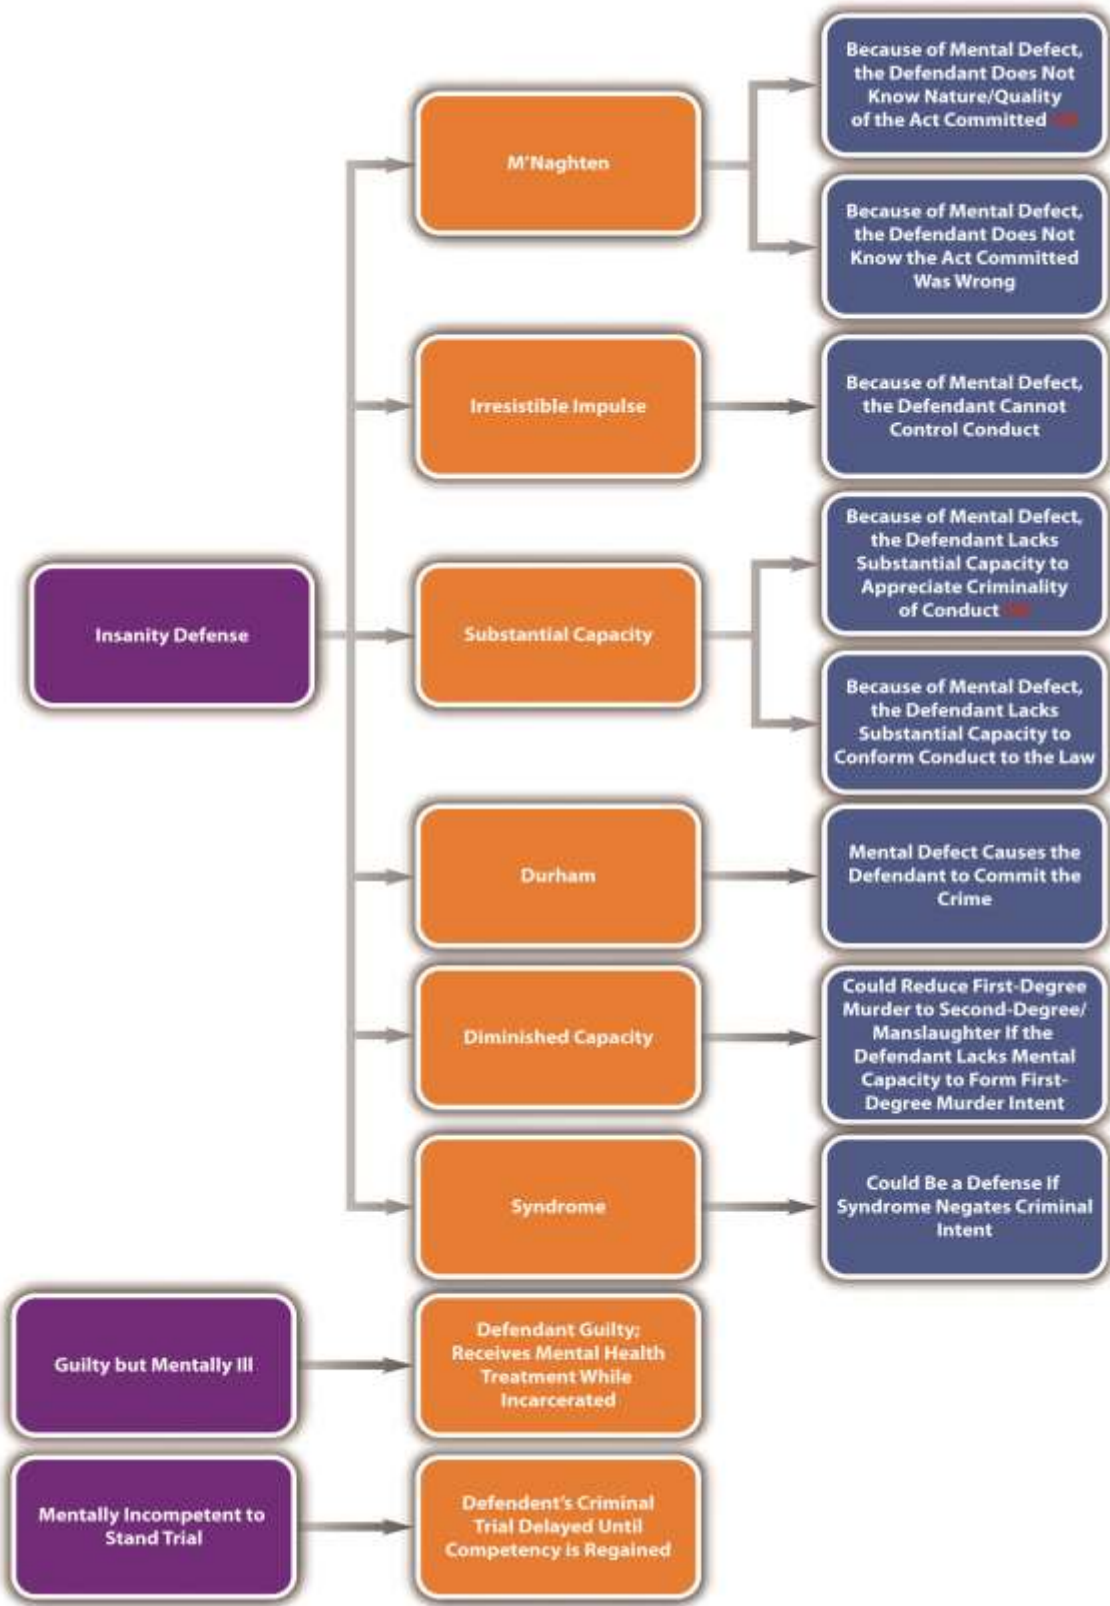 Because of Mental Defect,
the Defendant Does Not
Know Nature/Quality
of the Act Committed
M'Naghten
Because of Mental Defect,
the Defendant Does Not
Know the Act Committed
Was Wrong
Irresistible Impulse
Because of Mental Defect,
the Defendant Cannot
Control Conduct
Because of Mental Defect,
the Defendant Lacks
Substantial Capacity to
Appreciate Criminality
of Conduct
Insanity Defense
Substantial Capacity
Because of Mental Defect,
the Defendant Lacks
Substantial Capacity to
Conform Conduct to the Law
Durham
Mental Defect Causes the
Defendant to Commit the
Crime
Diminished Capacity
Could Reduce First-Degree
Murder to Second-Degree/
Manslaughter If the
Defendant Lacks Mental
Capacity to Form First-
Degree Murder Intent
Syndrome
Could Be a Defense If
Syndrome Negates Criminal
Intent
Guilty but Mentally Ill
Defendant Guilty;
Receives Mental Health
Treatment While
Incarcerated
Mentally Incompetent to
Stand Trial
Defendent's Criminal
Trial Delayed Until
Competency is Regained